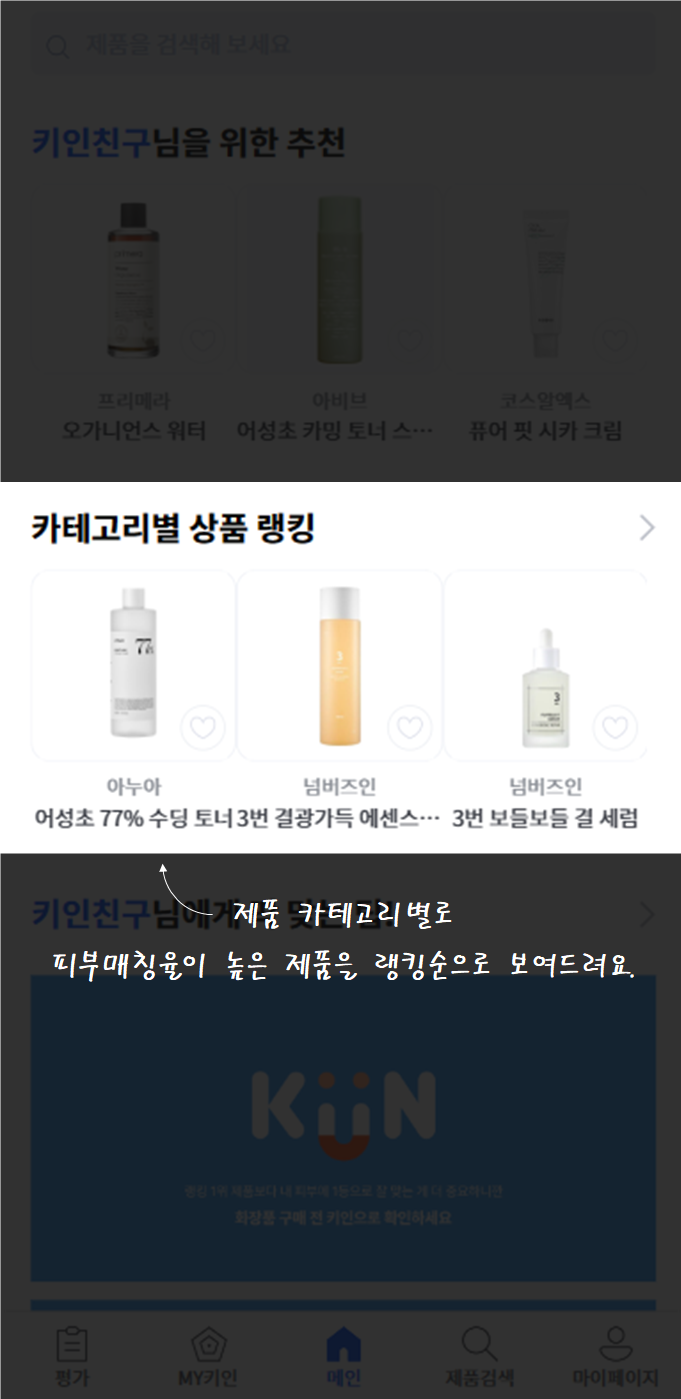 제품을 검색해 보세요
키인친구님을 위한 추천
프리메라
아비브
코스알엑스
오가니언스 워터
어성초 카밍 토너 스…
퓨어 핏 시카 크림
카테고리별 상품 랭킹
77%
3
3
아누아
넘버즈인
넘버즈인
어성초 77% 수딩 토너
3번 결광가득 에센스…
3번 보들보들 결 세럼
키인친구님에게
제품 카테고리별로
피부매칭율이 높은 제품을 랭킹순으로 보여드려요.
KiiN
랭킹 1위 제품보다 내 피부에 1등으로 잘 맞는 게 더 중요하니깐
화장품 구매 전 키인으로 확인하세요
평가
MY키인
메인
제품검색
마이페이지